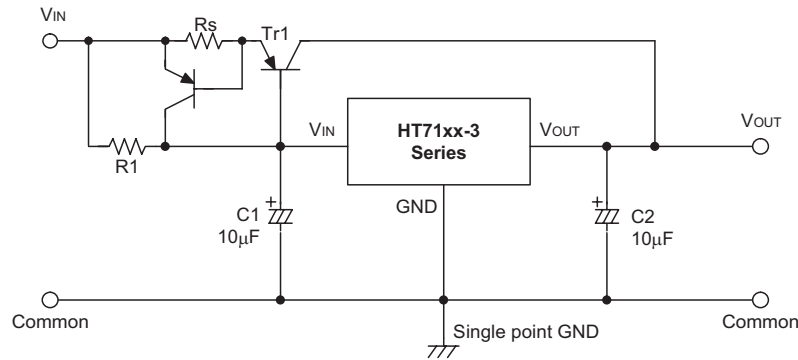 VIN
Rs
Tr1
VIN
HT71xx-3
Series
VOUT
VOUT
R1
GND
C1
10μF
C2
10μF
Common
Single point GND
Common